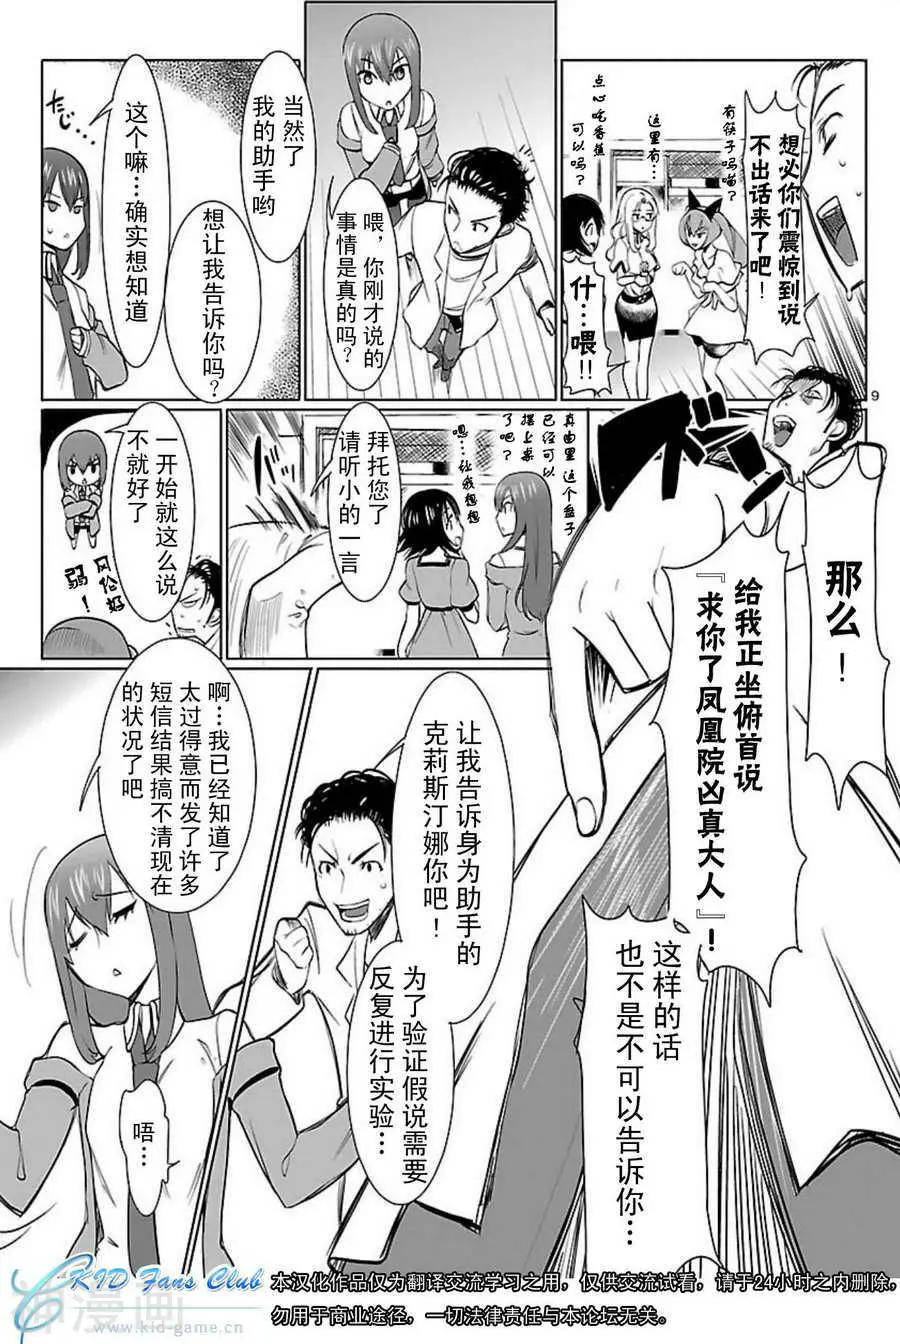 想必你们震惊到说
不出话来了吧！
有筷子吗喵？
这里有…
点心吃香蕉
可以吗？
什…喂!!
当然了
我的助手哟
喂，你刚才说的
事情是真的吗？
想让我告诉你吗？
这个嘛…确实想知道
9
那么！
给我正坐俯首说
『求你了凤凰院凶真大人』！
这样的话
也不是不可以告诉你…
真由里 这个盘子
已经可以
摆上桌
了吧？
嗯…让我想想
拜托您了
请听小的一言
一开始就这么说
不就好了
冈伦好
弱！
让我告诉身为助手的
克莉斯汀娜你吧！
为了验证假说需要
反复进行实验…
啊…我已经知道了
太过得意而发了许多
短信结果搞不清现在
的状况了吧
唔…
KID Fans Club
www.kid-game.cn
本汉化作品仅为翻译交流学习之用，仅供交流试看，请于24小时之内删除，
勿用于商业途径，一切法律责任与本论坛无关。